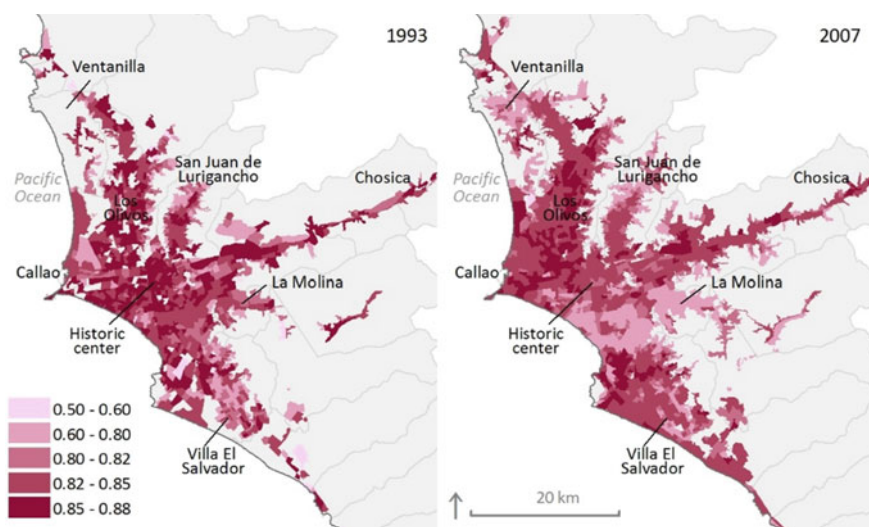 1993
Ventanilla
San Juan de
Lurigancho
Chosica
Pacific
Ocean
Los
Olivos
Callao
La Molina
Historic
center
0.50 - 0.60
0.60 - 0.80
0.80 - 0.82
0.82 - 0.85
0.85 - 0.88
Villa El
Salvador
2007
Ventanilla
San Juan de
Lurigancho
Chosica
Pacific
Ocean
Los
Olivos
Callao
La Molina
Historic
center
Villa El
Salvador
20 km